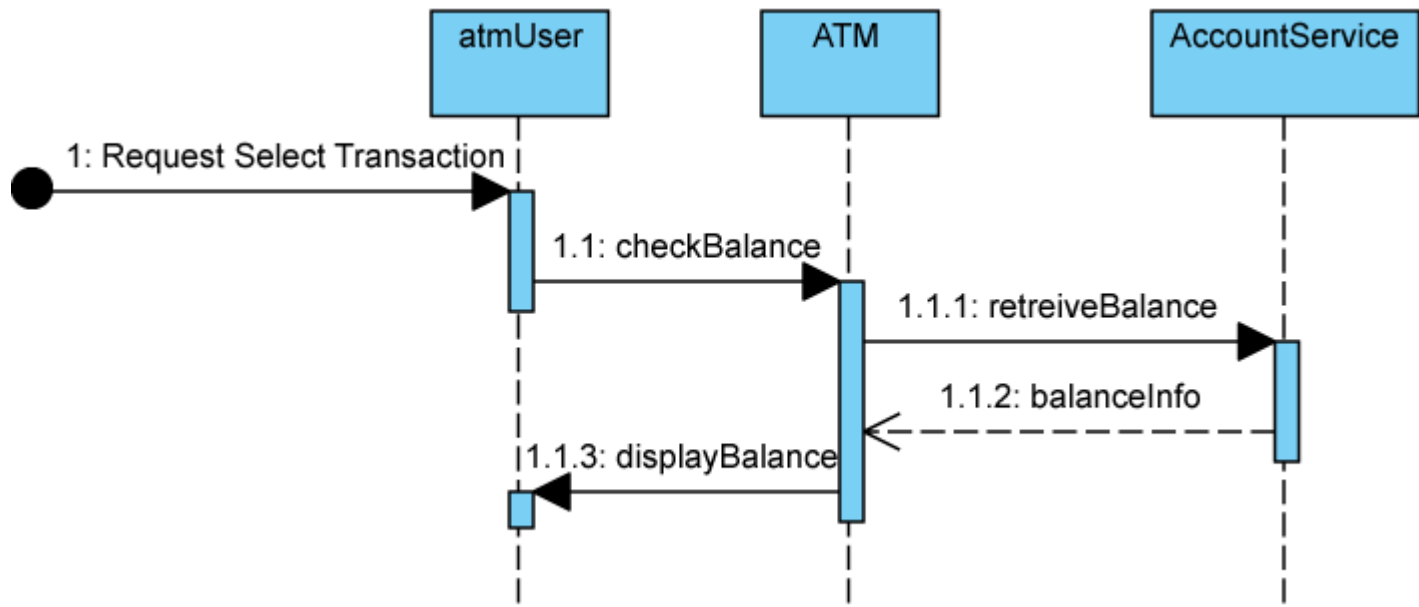 atmUser
ATM
AccountService
1: Request Select Transaction
1.1: checkBalance
1.1.1: retreiveBalance
1.1.2: balanceInfo
1.1.3: displayBalance